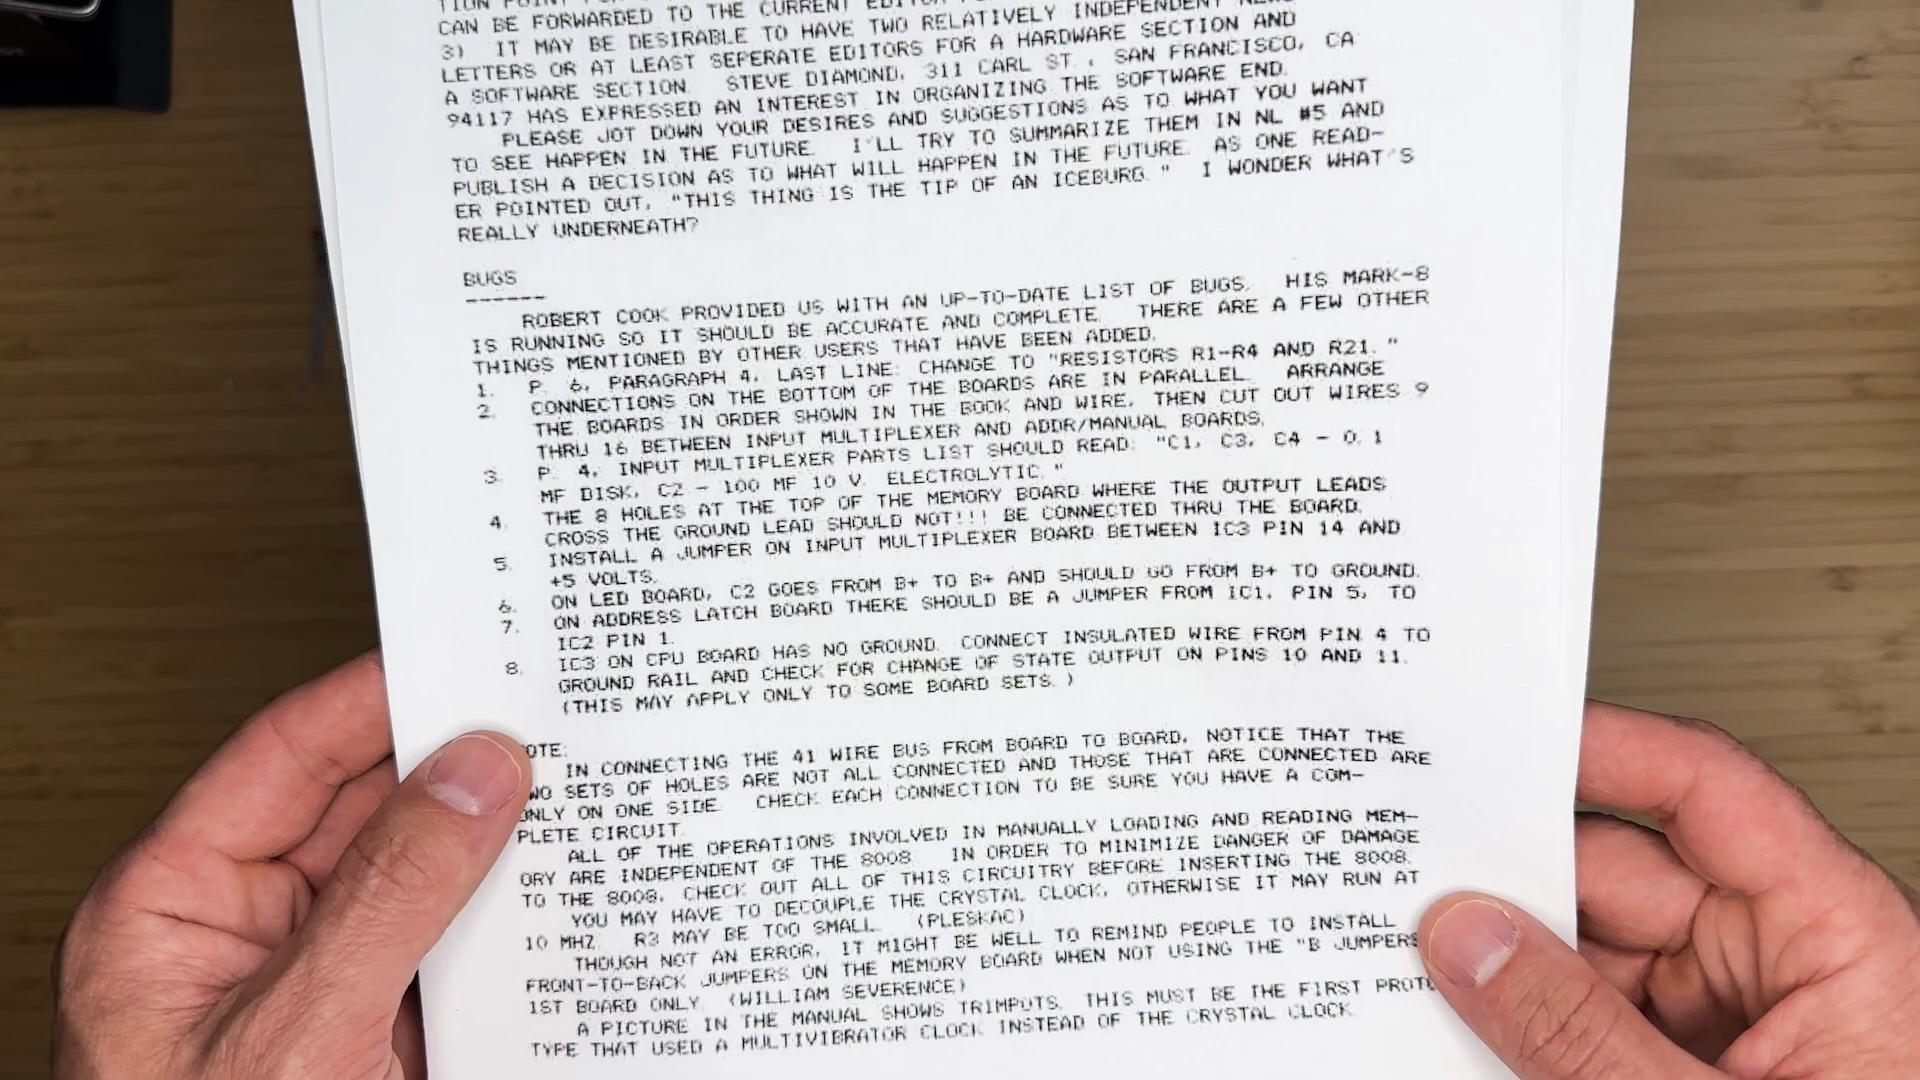 TION POINT
CAN BE FORWARDED TO THE CURRENT EDITOR
3) IT MAY BE DESIRABLE TO HAVE TWO RELATIVELY INDEPENDENT NEWS
LETTERS OR AT LEAST SEPERATE EDITORS FOR A HARDWARE SECTION AND
A SOFTWARE SECTION. STEVE DIAMOND, 311 CARL ST., SAN FRANCISCO, CA
94117 HAS EXPRESSED AN INTEREST IN ORGANIZING THE SOFTWARE END.
PLEASE JOT DOWN YOUR DESIRES AND SUGGESTIONS AS TO WHAT YOU WANT
TO SEE HAPPEN IN THE FUTURE. I'LL TRY TO SUMMARIZE THEM IN NL #5 AND
PUBLISH A DECISION AS TO WHAT WILL HAPPEN IN THE FUTURE. AS ONE READ-
ER POINTED OUT, "THIS THING IS THE TIP OF AN ICEBURG." I WONDER WHAT'S
REALLY UNDERNEATH?
BUGS
------
ROBERT COOK PROVIDED US WITH AN UP-TO-DATE LIST OF BUGS. HIS MARK-8
IS RUNNING SO IT SHOULD BE ACCURATE AND COMPLETE. THERE ARE A FEW OTHER
THINGS MENTIONED BY OTHER USERS THAT HAVE BEEN ADDED.
1. P. 6, PARAGRAPH 4, LAST LINE: CHANGE TO "RESISTORS R1-R4 AND R21."
2. CONNECTIONS ON THE BOTTOM OF THE BOARDS ARE IN PARALLEL. ARRANGE
THE BOARDS IN ORDER SHOWN IN THE BOOK AND WIRE, THEN CUT OUT WIRES 9
THRU 16 BETWEEN INPUT MULTIPLEXER AND ADDR/MANUAL BOARDS.
3. P. 4, INPUT MULTIPLEXER PARTS LIST SHOULD READ: "C1, C3, C4 - 0.1
MF DISK, C2 - 100 MF 10 V. ELECTROLYTIC."
4. THE 8 HOLES AT THE TOP OF THE MEMORY BOARD WHERE THE OUTPUT LEADS
CROSS THE GROUND LEAD SHOULD NOT!!! BE CONNECTED THRU THE BOARD.
5. INSTALL A JUMPER ON INPUT MULTIPLEXER BOARD BETWEEN IC3 PIN 14 AND
+5 VOLTS.
6. ON LED BOARD, C2 GOES FROM B+ TO B+ AND SHOULD GO FROM B+ TO GROUND.
7. ON ADDRESS LATCH BOARD THERE SHOULD BE A JUMPER FROM IC1, PIN 5, TO
IC2 PIN 1.
8. IC3 ON CPU BOARD HAS NO GROUND. CONNECT INSULATED WIRE FROM PIN 4 TO
GROUND RAIL AND CHECK FOR CHANGE OF STATE OUTPUT ON PINS 10 AND 11.
(THIS MAY APPLY ONLY TO SOME BOARD SETS.)
OTE:
IN CONNECTING THE 41 WIRE BUS FROM BOARD TO BOARD, NOTICE THAT THE
WO SETS OF HOLES ARE NOT ALL CONNECTED AND THOSE THAT ARE CONNECTED ARE
ONLY ON ONE SIDE. CHECK EACH CONNECTION TO BE SURE YOU HAVE A COM-
PLETE CIRCUIT.
ALL OF THE OPERATIONS INVOLVED IN MANUALLY LOADING AND READING MEM-
ORY ARE INDEPENDENT OF THE 8008. IN ORDER TO MINIMIZE DANGER OF DAMAGE
TO THE 8008, CHECK OUT ALL OF THIS CIRCUITRY BEFORE INSERTING THE 8008.
YOU MAY HAVE TO DECOUPLE THE CRYSTAL CLOCK, OTHERWISE IT MAY RUN AT
10 MHZ. R3 MAY BE TOO SMALL. (PLESKAC)
THOUGH NOT AN ERROR, IT MIGHT BE WELL TO REMIND PEOPLE TO INSTALL
FRONT-TO-BACK JUMPERS ON THE MEMORY BOARD WHEN NOT USING THE "B JUMPERS
1ST BOARD ONLY. (WILLIAM SEVERENCE)
A PICTURE IN THE MANUAL SHOWS TRIMPOTS. THIS MUST BE THE FIRST PROTO
TYPE THAT USED A MULTIVIBRATOR CLOCK INSTEAD OF THE CRYSTAL CLOCK.